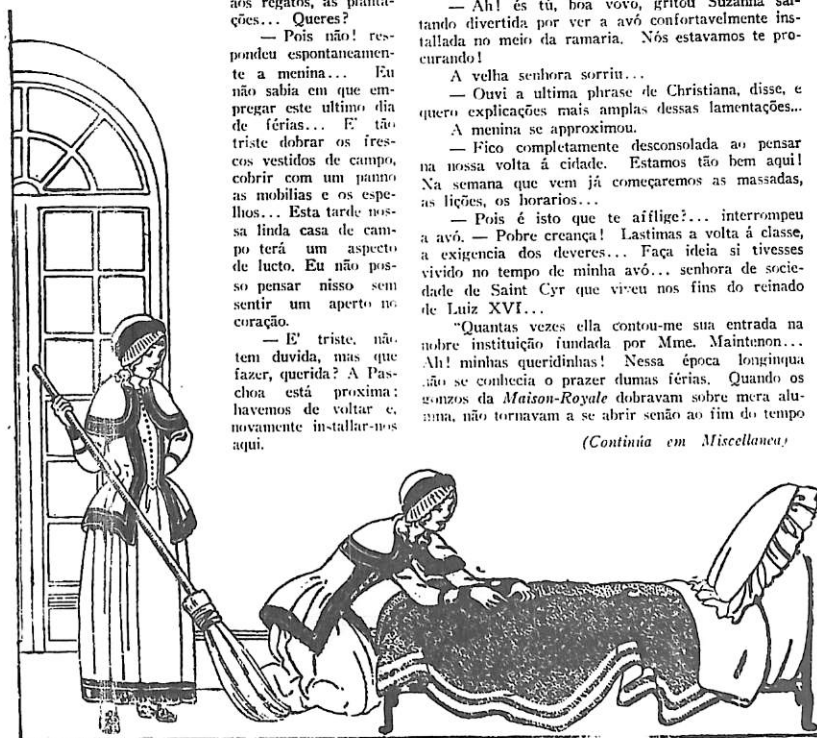 aos regatos, as planta-
ções... Queres?
— Pois não! res-
pondeu espontaneamen-
te a menina... Eu
não sabia em que em-
pregar este ultimo dia
de férias... E' tão
triste dobrar os fres-
cos vestidos de campo,
cobrir com um panno
as mobilias e os espe-
lhos... Esta tarde nos-
sa linda casa de cam-
po terá um aspecto
de lucto. Eu não pos-
so pensar nisso sem
sentir um aperto no
coração.
— E' triste, não
tem duvida, mas que
fazer, querida? A Pas-
choa está proxima:
havemos de voltar e,
novamente installar-nos
aqui.
— Ah! és tú, boa vovó, gritou Suzanna sal-
tando divertida por ver a avó confortavelmente ins-
tallada no meio da ramaria. Nós estavamos te pro-
curando!
A velha senhora sorriu...
— Ouvi a ultima phrase de Christiana, disse, e
quero explicações mais amplas dessas lamentações...
A menina se approximou.
— Fico completamente desconsolada ao pensar
na nossa volta á cidade. Estamos tão bem aqui!
Na semana que vem já começaremos as massadas,
as lições, os horarios...
— Pois é isto que te afflige?... interrompeu
a avó. — Pobre creança! Lastimas a volta á classe,
a exigencia dos deveres... Faça ideia si tivesses
vivido no tempo de minha avó... senhora de socie-
dade de Saint Cyr que viveu nos fins do reinado
de Luiz XVI...
"Quantas vezes ella contou-me sua entrada na
nobre instituição fundada por Mme. Maintenon...
Ah! minhas queridinhas! Nessa época longinqua
não se conhecia o prazer dumas férias. Quando os
gonzos da Maison-Royale dobravam sobre mera alu-
mna, não tornavam a se abrir senão ao fim do tempo
(Continúa em Miscellanea)